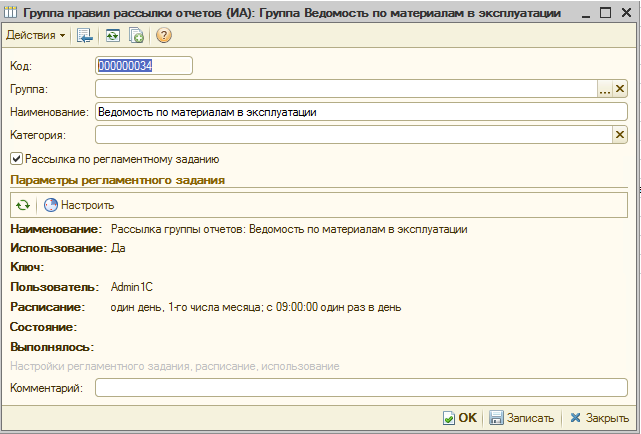 Группа правил рассылки отчетов (ИА): Группа Ведомость по материалам в эксплуатации
Действия
Код: 000000034
Группа:
Наименование: Ведомость по материалам в эксплуатации
Категория:
Рассылка по регламентному заданию
Параметры регламентного задания
Настроить
Наименование: Рассылка группы отчетов: Ведомость по материалам в эксплуатации
Использование: Да
Ключ:
Пользователь: Admin1C
Расписание: один день, 1-го числа месяца; с 09:00:00 один раз в день
Состояние:
Выполнялось:
Настройки регламентного задания, расписание, использование
Комментарий:
OK Записать Закрыть